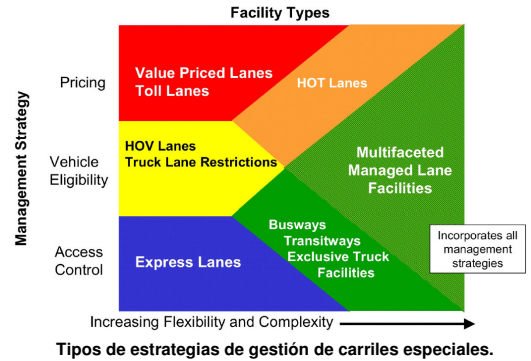 Facility Types
Management Strategy
Pricing
Value Priced Lanes
Toll Lanes
HOT Lanes
Vehicle
Eligibility
HOV Lanes
Truck Lane Restrictions
Multifaceted
Managed Lane
Facilities
Access
Control
Express Lanes
Busways
Transitways
Exclusive Truck
Facilities
Incorporates all
management
strategies
Increasing Flexibility and Complexity
Tipos de estrategias de gestión de carriles especiales.